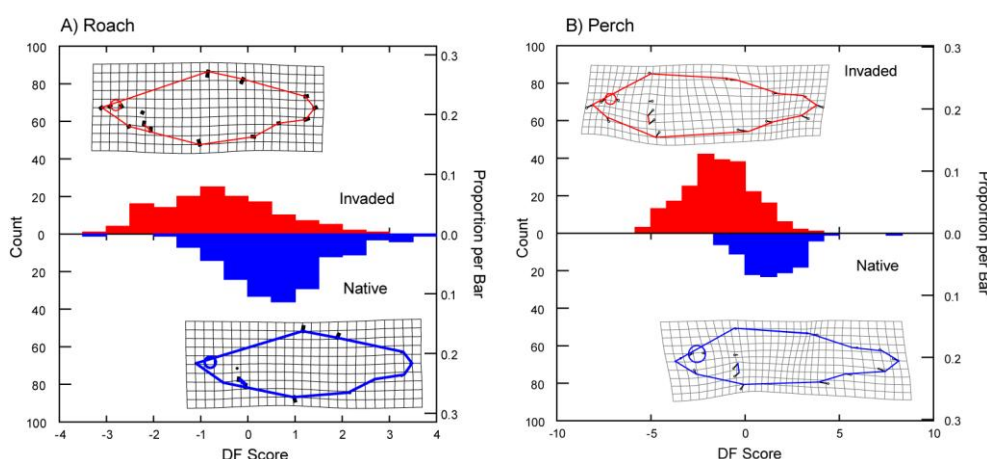 A) Roach
100
80
60
40
20
0
20
40
60
80
100
Count
Invaded
Native
0.3
0.2
0.1
0.0
0.1
0.2
0.3
Proportion per Bar
-4 -3 -2 -1 0 1 2 3 4
DF Score
B) Perch
100
80
60
40
20
0
20
40
60
80
100
Count
Invaded
Native
0.3
0.2
0.1
0.0
0.1
0.2
0.3
Proportion per Bar
-10 -5 0 5 10
DF Score